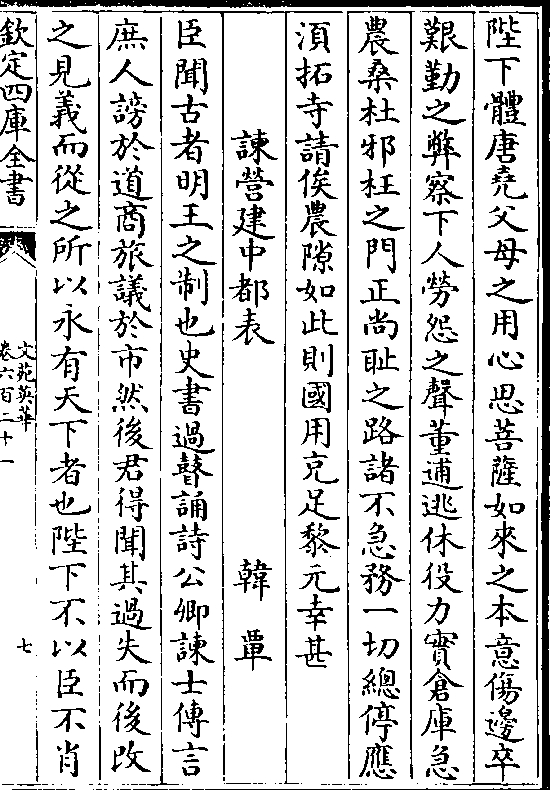 陛下體唐堯父母之用心思菩薩如來之本意傷邊卒
艱勤之弊察下人勞怨之聲董逋逃休役力實倉庫急
農桑杜邪枉之門正尚耻之路諸不急務一切總停應
須拓寺請俟農隙如此則國用充足黎元幸甚
諫營建中都表　韓覃
臣聞古者明王之制也史書過瞽誦詩公卿諫士傳言
庶人謗於道商旅議於市然後君得聞其過失而後改
之見義而從之所以永有天下者也陛下不以臣不肖
欽定四庫全書
文苑英華
卷六百二十一
七